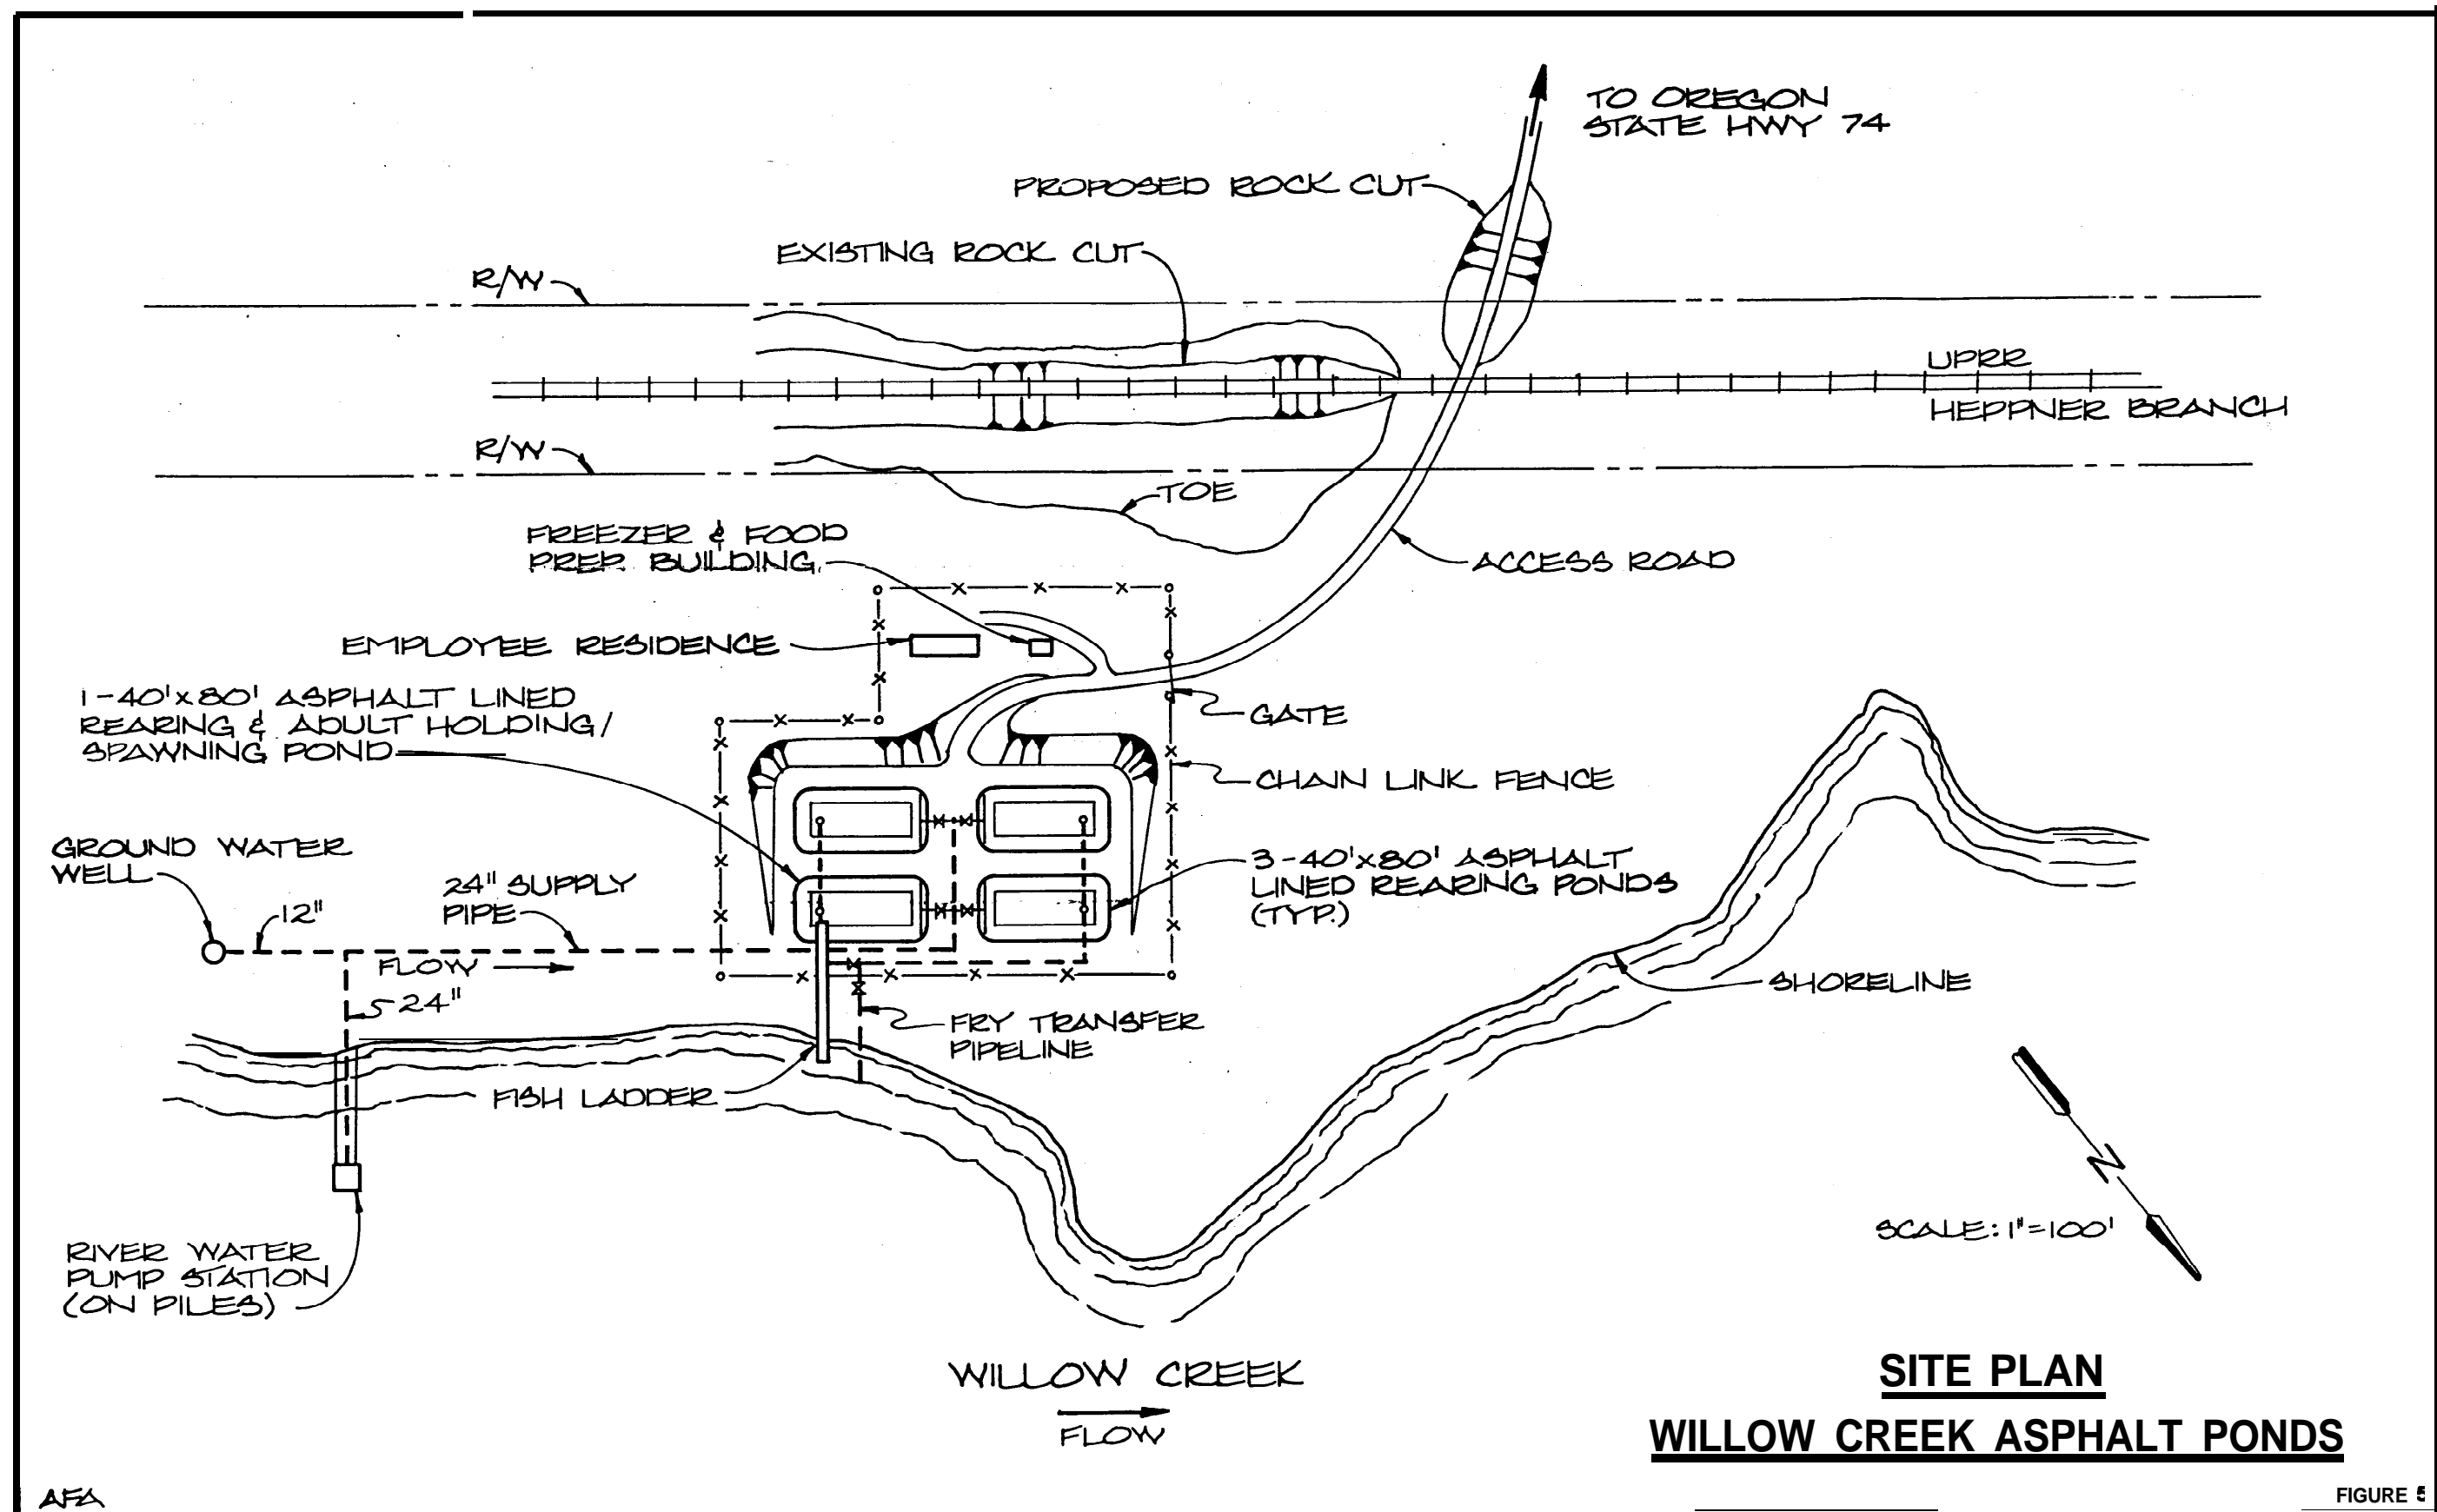 TO OREGON
STATE HWY 74
PROPOSED ROCK CUT
EXISTING ROCK CUT
R/W
UPRR
HEPPNER BRANCH
R/W
TOE
FREEZER & FOOD
PREP. BUILDING
ACCESS ROAD
EMPLOYEE RESIDENCE
1-40'x80' ASPHALT LINED
REARING & ADULT HOLDING/
SPAWNING POND
GATE
CHAIN LINK FENCE
GROUND WATER
WELL
3-40'x80' ASPHALT
LINED REARING PONDS
(TYP.)
24" SUPPLY
PIPE
12"
FLOW
24"
SHORELINE
FRY TRANSFER
PIPELINE
FISH LADDER
N
RIVER WATER
PUMP STATION
(ON PILES)
SCALE: 1"=100'
WILLOW CREEK
FLOW
SITE PLAN
WILLOW CREEK ASPHALT PONDS
AFA
FIGURE 5